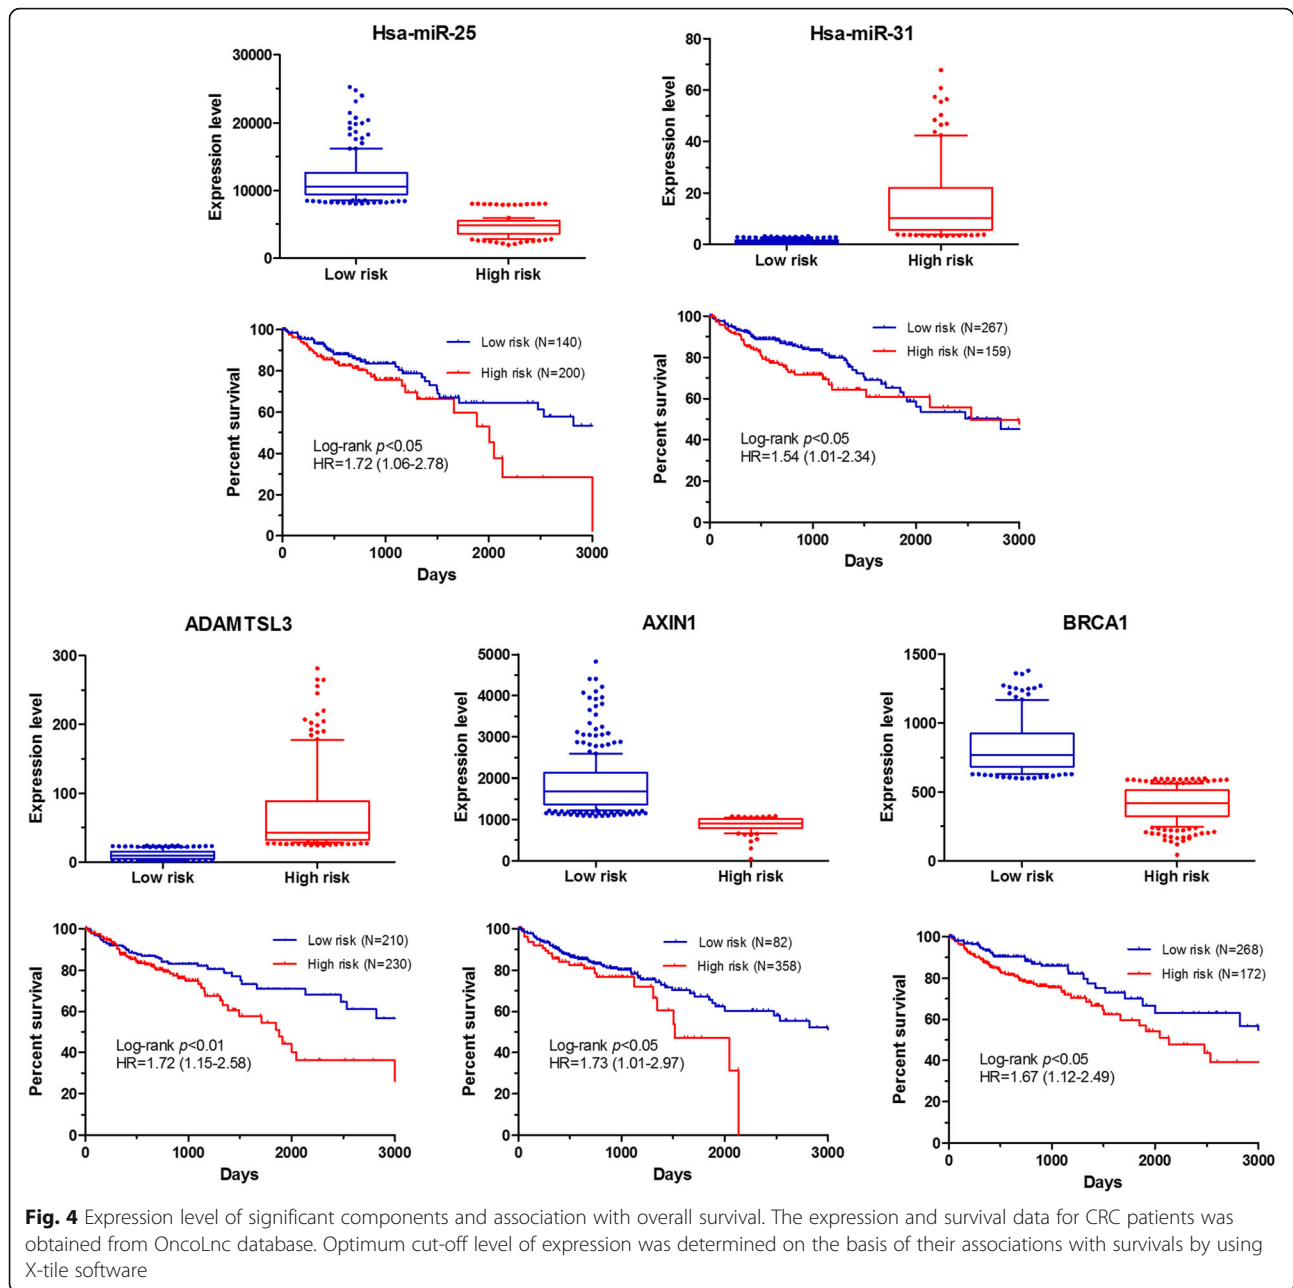 Hsa-miR-25
Expression level
30000
20000
10000
0
Low risk
High risk
Hsa-miR-31
Expression level
80
60
40
20
0
Low risk
High risk
Percent survival
100
80
60
40
20
0
Low risk (N=140)
High risk (N=200)
Log-rank p<0.05
HR=1.72 (1.06-2.78)
0 1000 2000 3000
Days
Percent survival
100
80
60
40
20
0
Low risk (N=267)
High risk (N=159)
Log-rank p<0.05
HR=1.54 (1.01-2.34)
0 1000 2000 3000
Days
ADAMTSL3
Expression level
300
200
100
0
Low risk
High risk
AXIN1
Expression level
5000
4000
3000
2000
1000
0
Low risk
High risk
BRCA1
Expression level
1500
1000
500
0
Low risk
High risk
Percent survival
100
80
60
40
20
0
Low risk (N=210)
High risk (N=230)
Log-rank p<0.01
HR=1.72 (1.15-2.58)
0 1000 2000 3000
Days
Percent survival
100
80
60
40
20
0
Low risk (N=82)
High risk (N=358)
Log-rank p<0.05
HR=1.73 (1.01-2.97)
0 1000 2000 3000
Days
Percent survival
100
80
60
40
20
0
Low risk (N=268)
High risk (N=172)
Log-rank p<0.05
HR=1.67 (1.12-2.49)
0 1000 2000 3000
Days
Fig. 4 Expression level of significant components and association with overall survival. The expression and survival data for CRC patients was
obtained from OncoLnc database. Optimum cut-off level of expression was determined on the basis of their associations with survivals by using
X-tile software